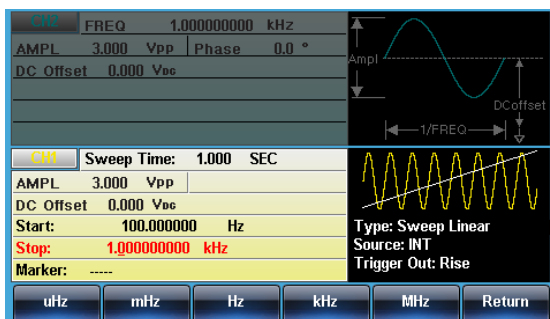 CH2 FREQ 1.000000000 kHz
AMPL 3.000 Vpp Phase 0.0 °
DC Offset 0.000 VDC
Ampl
DCoffset
1/FREQ
CH1 Sweep Time: 1.000 SEC
AMPL 3.000 Vpp
DC Offset 0.000 VDC
Start: 100.000000 Hz
Stop: 1.000000000 kHz
Marker: -----
Type: Sweep Linear
Source: INT
Trigger Out: Rise
uHz mHz Hz kHz MHz Return